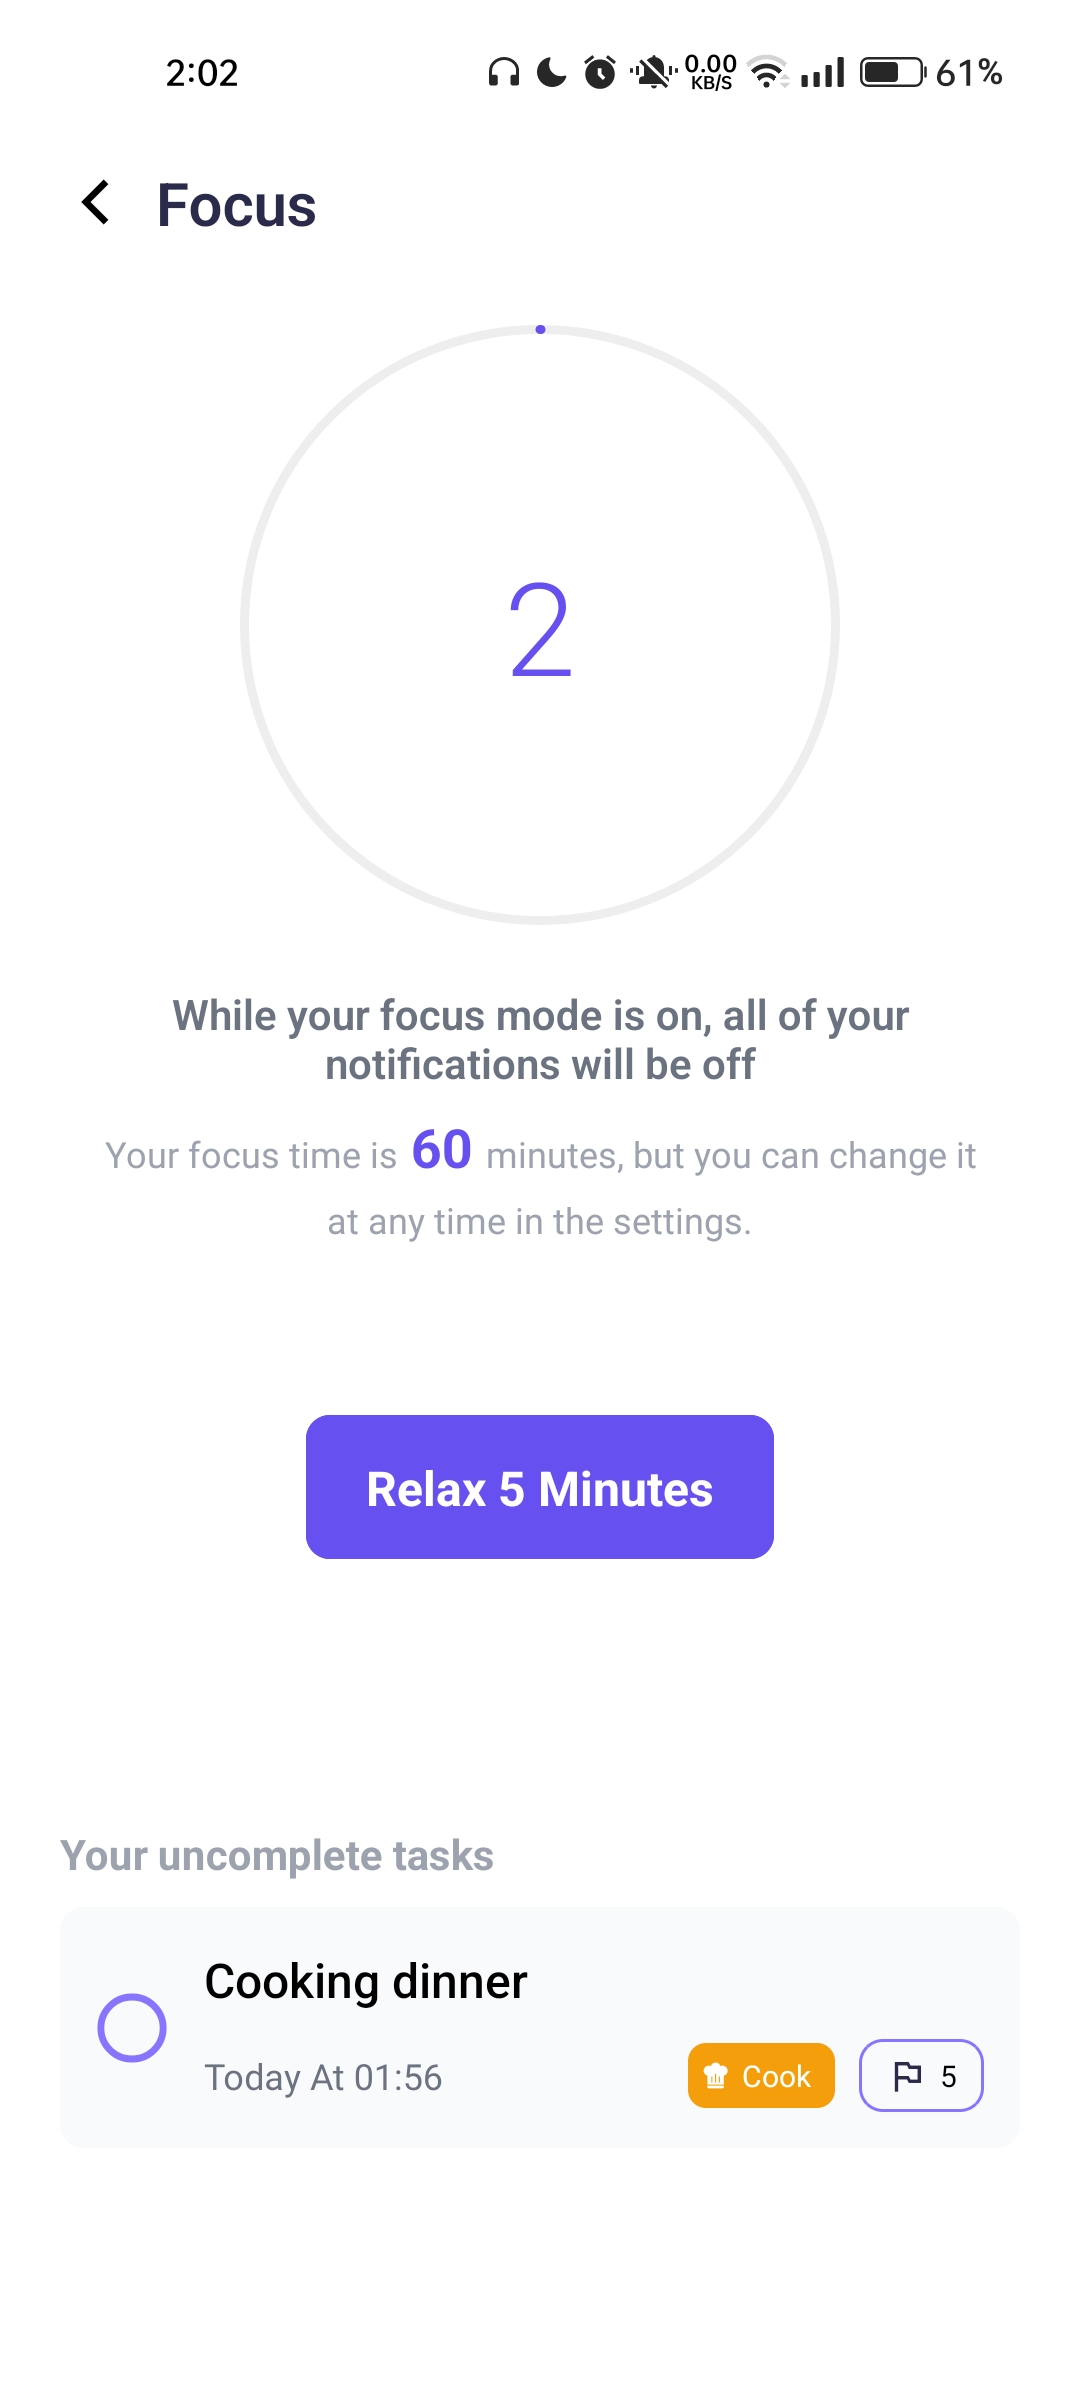 2:02
0.00
KB/S
61%
Focus
2
While your focus mode is on, all of your
notifications will be off
Your focus time is 60 minutes, but you can change it
at any time in the settings.
Relax 5 Minutes
Your uncomplete tasks
Cooking dinner
Today At 01:56
Cook
5